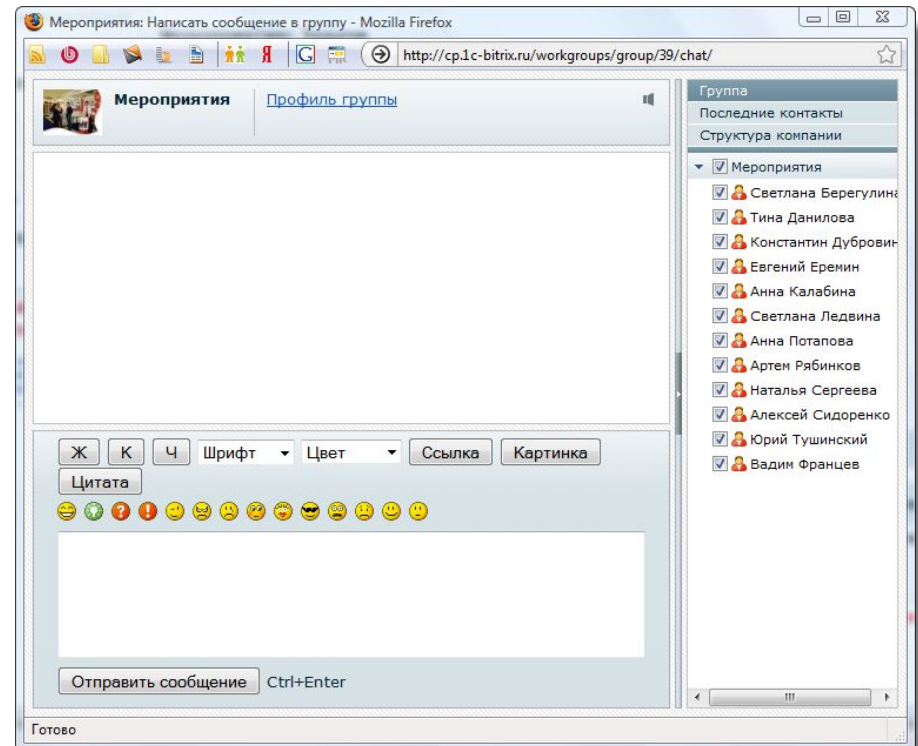 Мероприятия: Написать сообщение в группу - Mozilla Firefox
http://cp.1c-bitrix.ru/workgroups/group/39/chat/
Мероприятия Профиль группы
Группа
Последние контакты
Структура компании
Мероприятия
Светлана Берегулина
Тина Данилова
Константин Дубровин
Евгений Еремин
Анна Калабина
Светлана Ледвина
Анна Потапова
Артем Рябинков
Наталья Сергеева
Алексей Сидоренко
Юрий Тушинский
Вадим Францев
Ж К Ч Шрифт Цвет Ссылка Картинка
Цитата
Отправить сообщение Ctrl+Enter
Готово